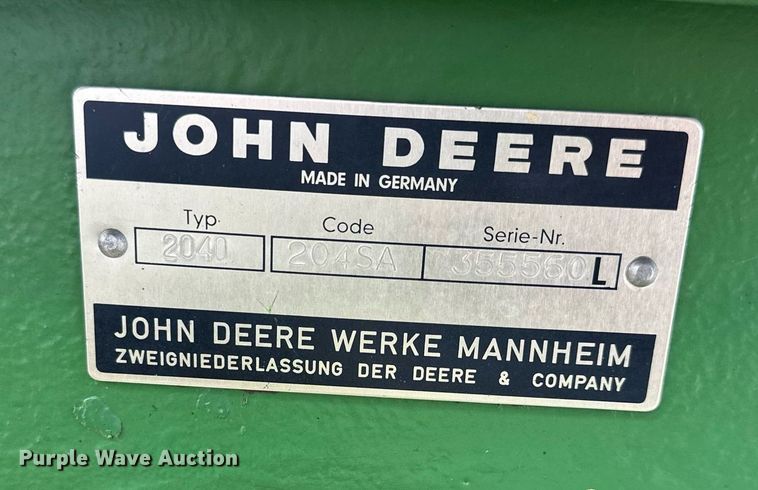 JOHN DEERE
MADE IN GERMANY
Typ Code Serie-Nr.
2040 204SA 355560L
JOHN DEERE WERKE MANNHEIM
ZWEIGNIEDERLASSUNG DER DEERE & COMPANY
Purple Wave Auction